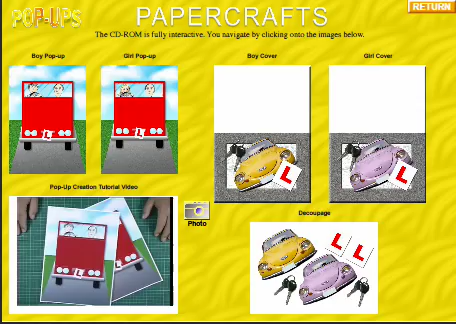 POP-UPS
PAPERCRAFTS
RETURN
The CD-ROM is fully interactive. You navigate by clicking onto the images below.
Boy Pop-up
Girl Pop-up
Boy Cover
Girl Cover
L
L
L
L
Pop-Up Creation Tutorial Video
Photo
Decoupage
L
L